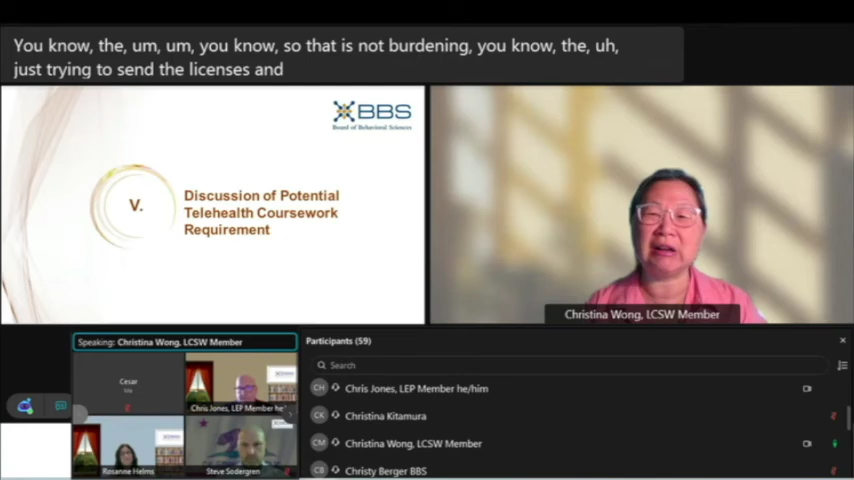 You know, the, um, um, you know, so that is not burdening, you know, the, uh,
just trying to send the licenses and
BBS
Board of Behavioral Sciences
V.
Discussion of Potential
Telehealth Coursework
Requirement
Christina Wong, LCSW Member
Speaking: Christina Wong, LCSW Member
Cesar
Chris Jones, LEP Member he
Rosanne Helms
Steve Sodergren
Participants (59)
Search
CH
Chris Jones, LEP Member he/him
CK
Christina Kitamura
CM
Christina Wong, LCSW Member
CB
Christy Berger BBS